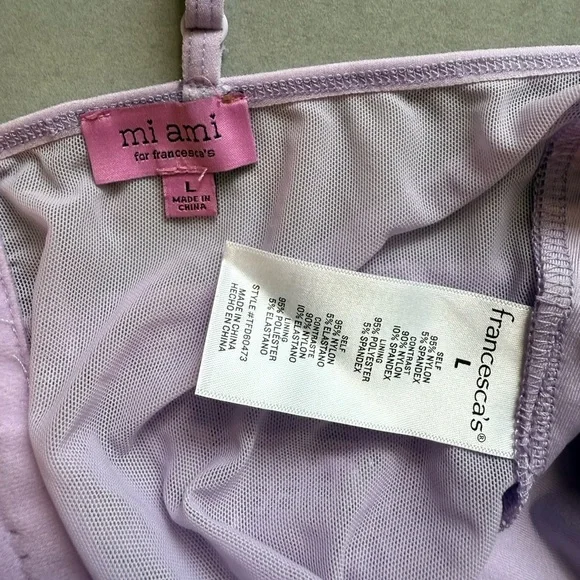 mi ami
for francesca's
L
MADE IN
CHINA
francesca's®
L
SELF
95% NYLON
5% SPANDEX
CONTRAST
90% NYLON
10% SPANDEX
LINING
95% POLYESTER
5% SPANDEX
SELF
95% NYLON
5% ELASTANO
CONTRASTE
90% NYLON
10% ELASTANO
LINING
95% POLIESTER
5% ELASTANO
STYLE #TFD80473
MADE IN CHINA
HECHO EN CHINA